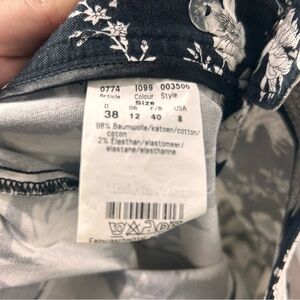 0774 1099 003500
Article Colour Style
Size
D GB F/B USA
38 12 40 8
98% Baumwolle/katoen/cotton/
coton
2% Elasthan/elastomeer/
elastane/elasthanne